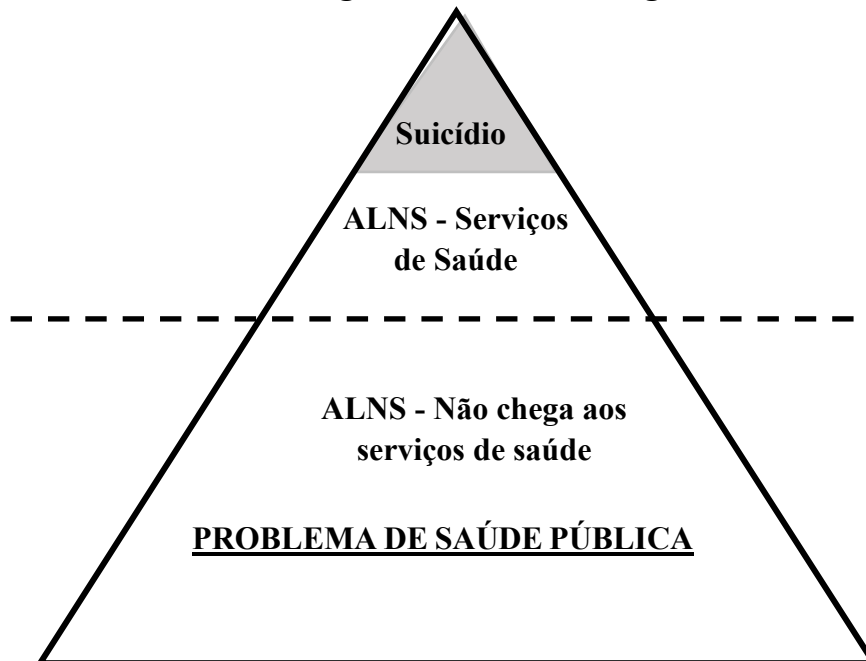 Suicídio
ALNS - Serviços
de Saúde
ALNS - Não chega aos
serviços de saúde
PROBLEMA DE SAÚDE PÚBLICA